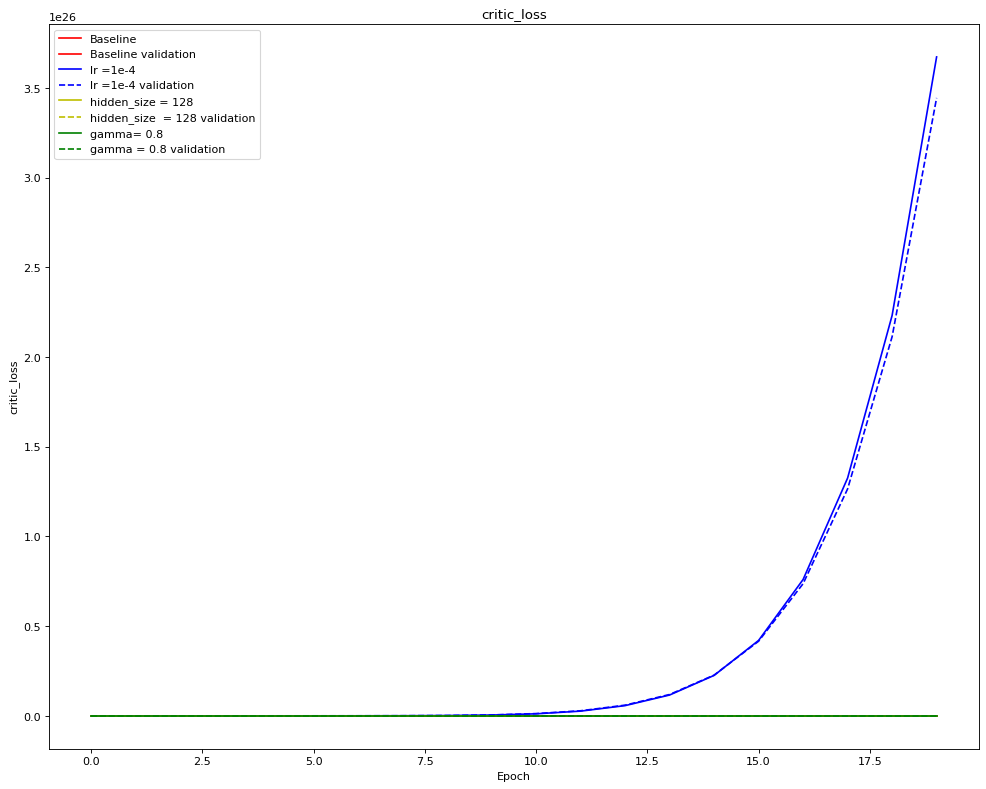 critic_loss
1e26
Baseline
Baseline validation
lr =1e-4
lr =1e-4 validation
hidden_size = 128
hidden_size  = 128 validation
gamma= 0.8
gamma = 0.8 validation
3.5
3.0
2.5
2.0
1.5
1.0
0.5
0.0
critic_loss
0.0 2.5 5.0 7.5 10.0 12.5 15.0 17.5
Epoch